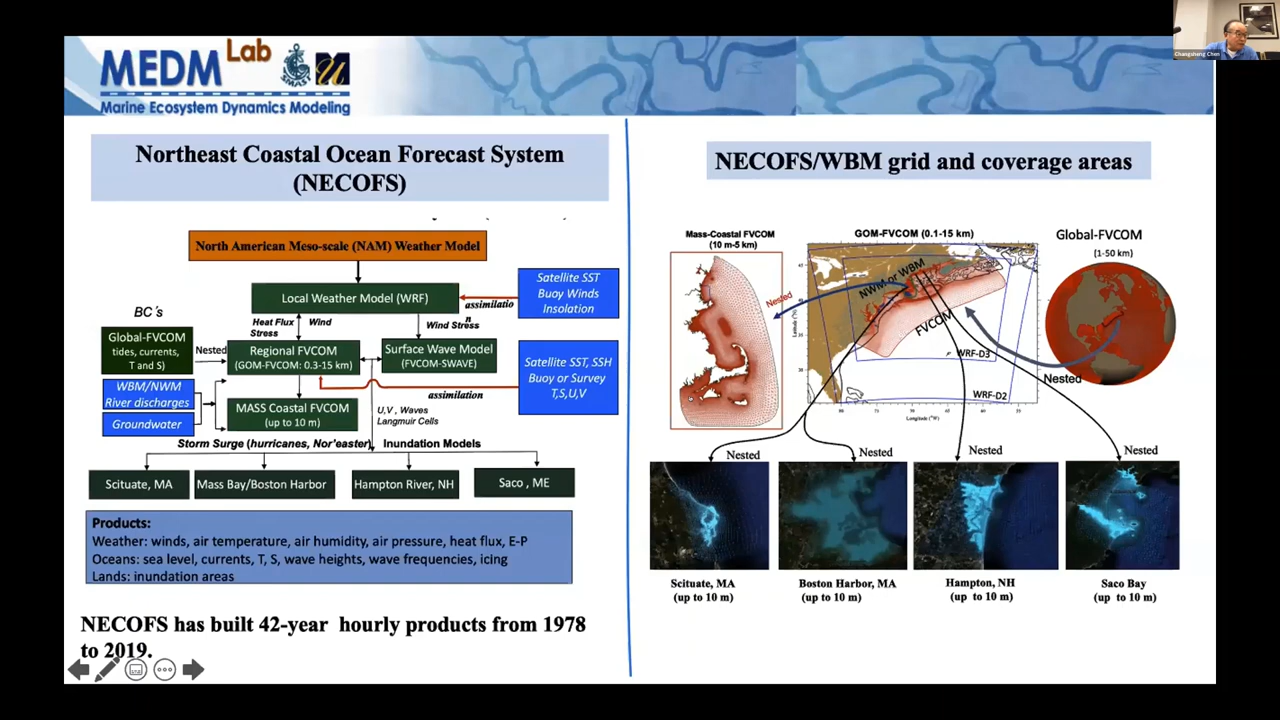 Changsheng Chen
MEDM Lab
Marine Ecosystem Dynamics Modeling
Northeast Coastal Ocean Forecast System
(NECOFS)
North American Meso-scale (NAM) Weather Model
Local Weather Model (WRF)
Satellite SST
Buoy Winds
Insolation
assimilatio
n
BC´s
Heat Flux
Stress
Wind
Wind Stress
Global-FVCOM
tides, currents,
T and S)
Nested
Regional FVCOM
(GOM-FVCOM: 0.3-15 km)
Surface Wave Model
(FVCOM-SWAVE)
Satellite SST, SSH
Buoy or Survey
T,S,U,V
assimilation
WBM/NWM
River discharges
Groundwater
MASS Coastal FVCOM
(up to 10 m)
U,V , Waves
Langmuir Cells
Storm Surge (hurricanes, Nor'easter)
Inundation Models
Scituate, MA
Mass Bay/Boston Harbor
Hampton River, NH
Saco , ME
Products:
Weather: winds, air temperature, air humidity, air pressure, heat flux, E-P
Oceans: sea level, currents, T, S, wave heights, wave frequencies, icing
Lands: inundation areas
NECOFS has built 42-year hourly products from 1978
to 2019.
NECOFS/WBM grid and coverage areas
Mass-Coastal FVCOM
(10 m-5 km)
GOM-FVCOM (0.1-15 km)
Global-FVCOM
(1-50 km)
Nested
NWM or WBM
FVCOM
WRF-D3
WRF-D2
Nested
Nested
Nested
Nested
Nested
Scituate, MA
(up to 10 m)
Boston Harbor, MA
(up to 10 m)
Hampton, NH
(up to 10 m)
Saco Bay
(up to 10 m)